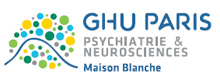 GHU PARIS
PSYCHIATRIE &
NEUROSCIENCES
Maison Blanche